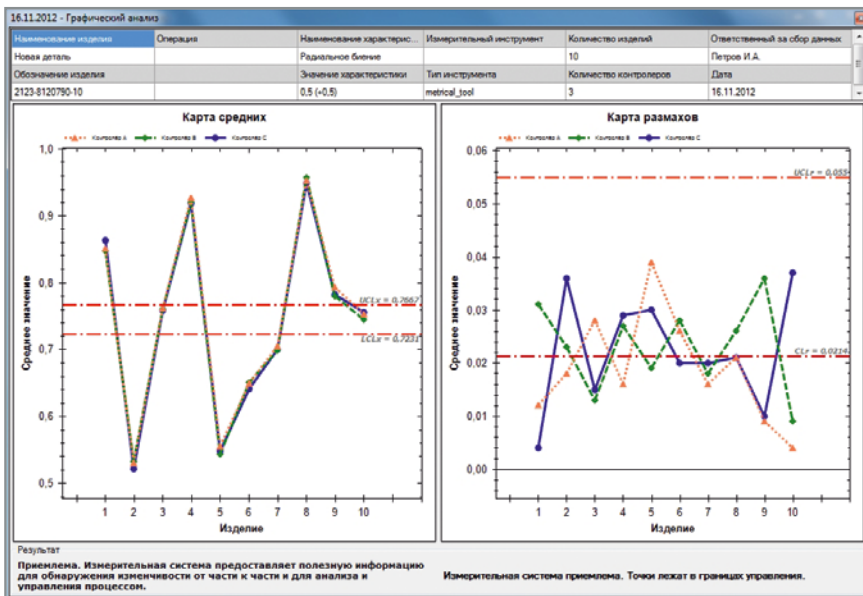 16.11.2012 - Графический анализ
Наименование изделия Операция Наименование характерис... Измерительный инструмент Количество изделий Ответственный за сбор данных
Новая деталь Радиальное биение 10 Петров И.А.
Обозначение изделия Значение характеристики Тип инструмента Количество контролеров Дата
2123-8120790-10 0,5 (+0,5) metrical_tool 3 16.11.2012
Карта средних
Контролер A Контролер B Контролер C
1,0
0,9
0,8
0,7
0,6
0,5
Среднее значение
UCLx = 0,7667
LCLx = 0,7231
1 2 3 4 5 6 7 8 9 10
Изделие
Карта размахов
Контролер A Контролер B Контролер C
0,06
0,05
0,04
0,03
0,02
0,01
0,00
Среднее значение
UCLr = 0,055
CLr = 0,0214
1 2 3 4 5 6 7 8 9 10
Изделие
Результат
Приемлема. Измерительная система предоставляет полезную информацию
для обнаружения изменчивости от части к части и для анализа и
управления процессом.
Измерительная система приемлема. Точки лежат в границах управления.